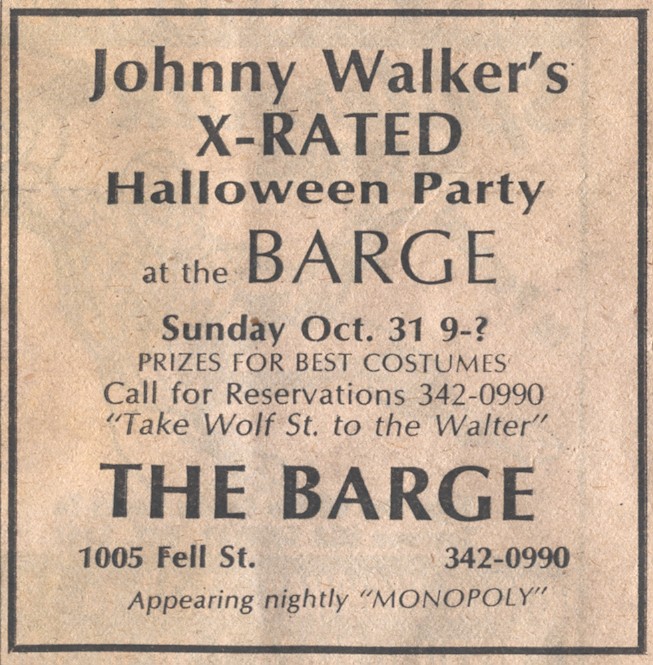 Johnny Walker's
X-RATED
Halloween Party
at the BARGE
Sunday Oct. 31 9-?
PRIZES FOR BEST COSTUMES
Call for Reservations 342-0990
"Take Wolf St. to the Walter"
THE BARGE
1005 Fell St. 342-0990
Appearing nightly "MONOPOLY"